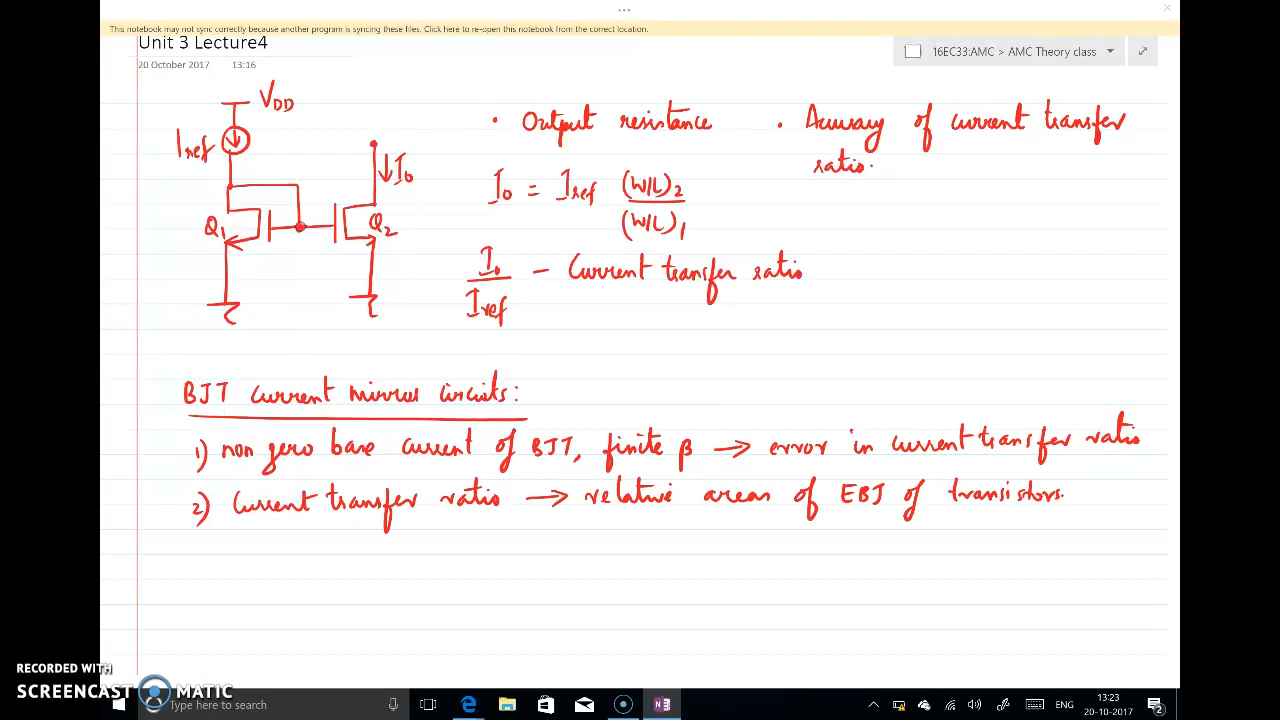 This notebook may not sync correctly because another program is syncing these files. Click here to re-open this notebook from the correct location.
Unit 3 Lecture4
20 October 2017 13:16
16EC33:AMC > AMC Theory class
VDD
Iref
I0
Q1
Q2
• Output resistance
• Accuracy of current transfer
ratio.
I0 = Iref (W/L)2
(W/L)1
I0
Iref
– Current transfer ratio
BJT current mirror circuits:
1) non zero base current of BJT, finite β → error in current transfer ratio
2) Current transfer ratio → relative areas of EBJ of transistors.
RECORDED WITH
SCREENCAST MATIC
Type here to search
ENG
13:23
20-10-2017
2